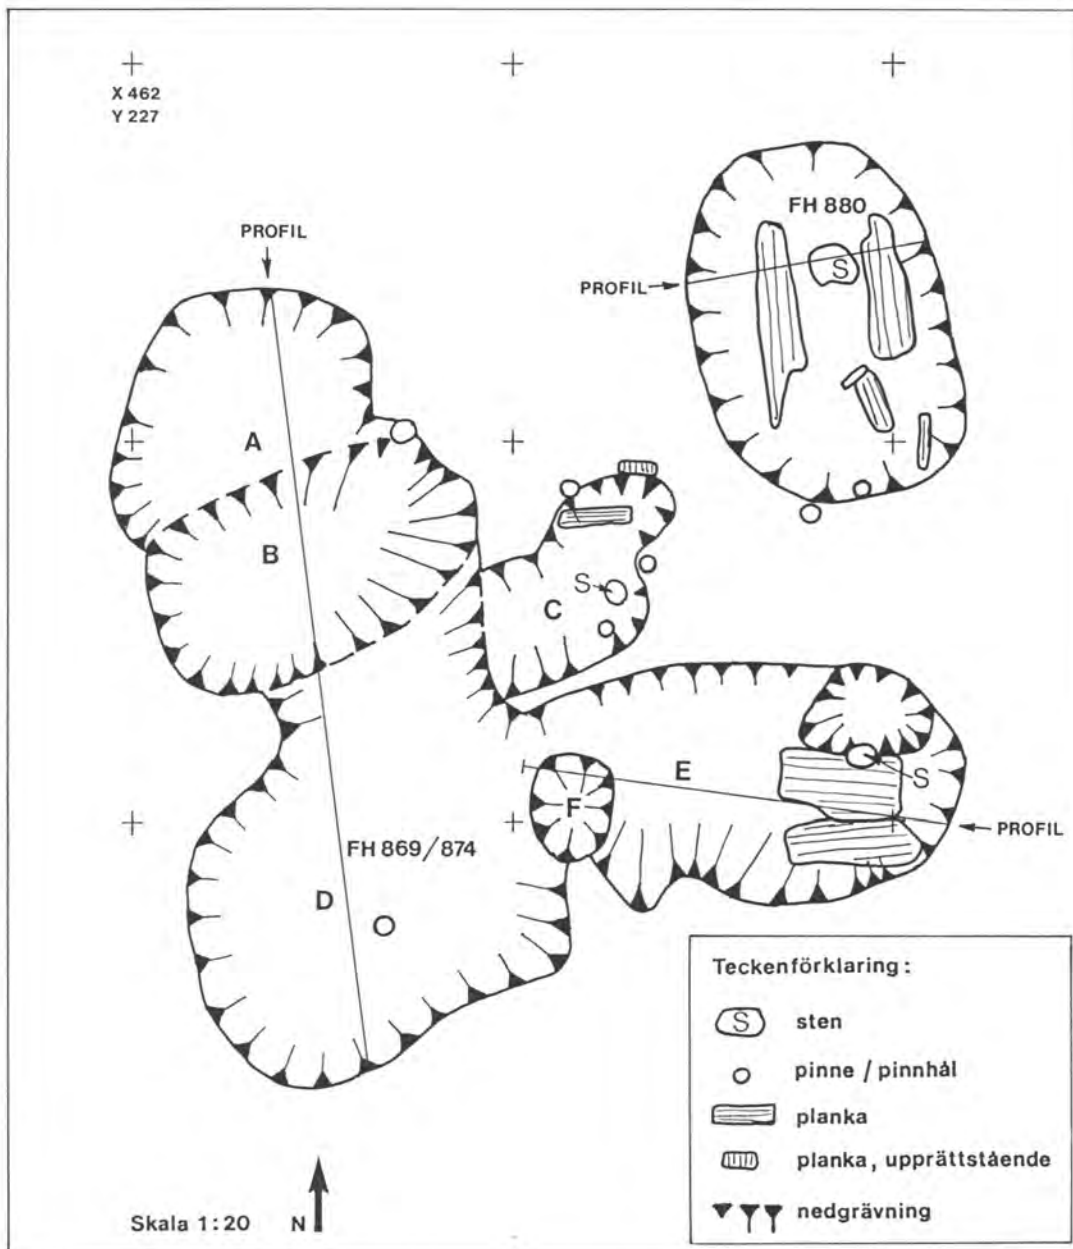 X 462
Y 227
PROFIL
FH 880
S
PROFIL
A
B
S
C
E
S
F
PROFIL
FH 869/874
D
Teckenförklaring:
S sten
pinne / pinnhål
planka
planka, upprättstående
nedgrävning
Skala 1:20 N